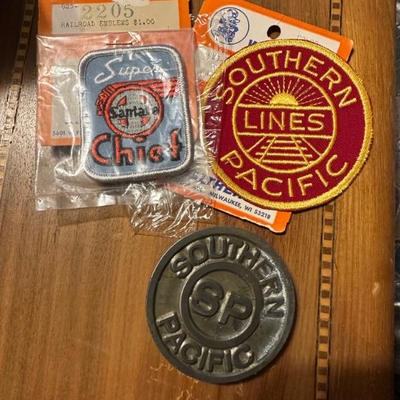 2205
RAILROAD EMBLEMS $1.00
Super
Santa Fe
Chief
SOUTHERN
LINES
PACIFIC
MILWAUKEE, WI 53218
SOUTHERN
SP
PACIFIC